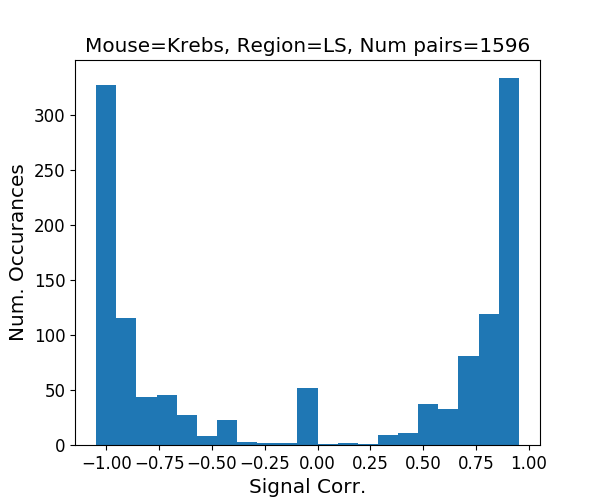 Mouse=Krebs, Region=LS, Num pairs=1596
300
250
200
150
100
50
0
Num. Occurances
−1.00 −0.75 −0.50 −0.25 0.00 0.25 0.50 0.75 1.00
Signal Corr.